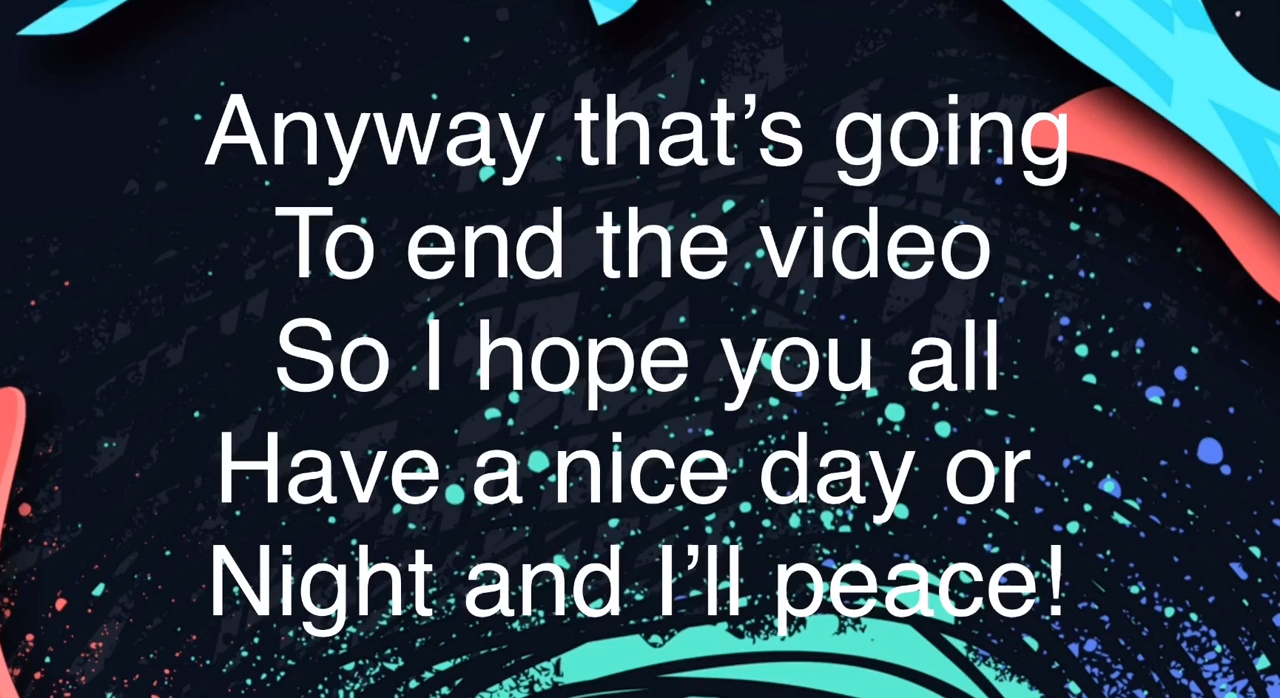 Anyway that’s going
To end the video
So I hope you all
Have a nice day or
Night and I’ll peace!